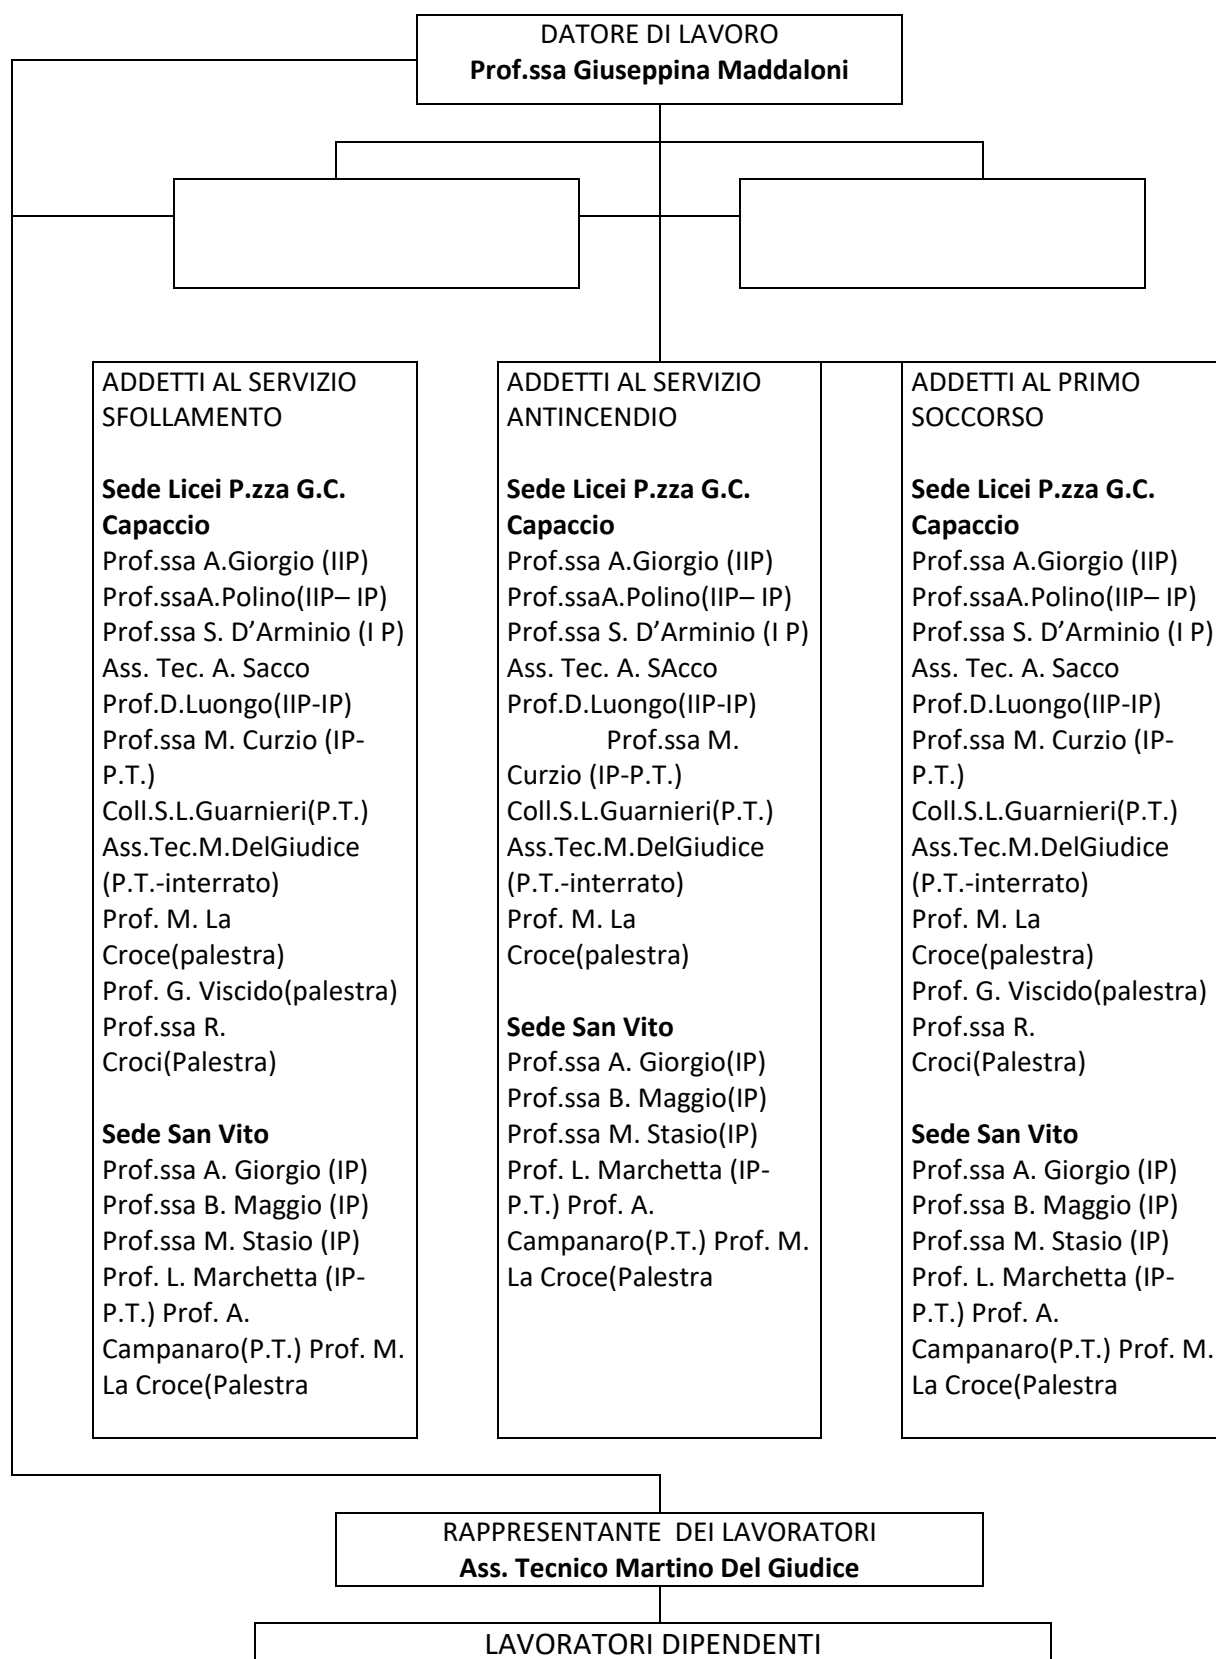 DATORE DI LAVORO
Prof.ssa Giuseppina Maddaloni
ADDETTI AL SERVIZIO
SFOLLAMENTO
Sede Licei P.zza G.C.
Capaccio
Prof.ssa A.Giorgio (IIP)
Prof.ssaA.Polino(IIP– IP)
Prof.ssa S. D’Arminio (I P)
Ass. Tec. A. Sacco
Prof.D.Luongo(IIP-IP)
Prof.ssa M. Curzio (IP-
P.T.)
Coll.S.L.Guarnieri(P.T.)
Ass.Tec.M.DelGiudice
(P.T.-interrato)
Prof. M. La
Croce(palestra)
Prof. G. Viscido(palestra)
Prof.ssa R.
Croci(Palestra)
Sede San Vito
Prof.ssa A. Giorgio (IP)
Prof.ssa B. Maggio (IP)
Prof.ssa M. Stasio (IP)
Prof. L. Marchetta (IP-
P.T.) Prof. A.
Campanaro(P.T.) Prof. M.
La Croce(Palestra
ADDETTI AL SERVIZIO
ANTINCENDIO
Sede Licei P.zza G.C.
Capaccio
Prof.ssa A.Giorgio (IIP)
Prof.ssaA.Polino(IIP– IP)
Prof.ssa S. D’Arminio (I P)
Ass. Tec. A. SAcco
Prof.D.Luongo(IIP-IP)
Prof.ssa M.
Curzio (IP-P.T.)
Coll.S.L.Guarnieri(P.T.)
Ass.Tec.M.DelGiudice
(P.T.-interrato)
Prof. M. La
Croce(palestra)
Sede San Vito
Prof.ssa A. Giorgio(IP)
Prof.ssa B. Maggio(IP)
Prof.ssa M. Stasio(IP)
Prof. L. Marchetta (IP-
P.T.) Prof. A.
Campanaro(P.T.) Prof. M.
La Croce(Palestra
ADDETTI AL PRIMO
SOCCORSO
Sede Licei P.zza G.C.
Capaccio
Prof.ssa A.Giorgio (IIP)
Prof.ssaA.Polino(IIP– IP)
Prof.ssa S. D’Arminio (I P)
Ass. Tec. A. Sacco
Prof.D.Luongo(IIP-IP)
Prof.ssa M. Curzio (IP-
P.T.)
Coll.S.L.Guarnieri(P.T.)
Ass.Tec.M.DelGiudice
(P.T.-interrato)
Prof. M. La
Croce(palestra)
Prof. G. Viscido(palestra)
Prof.ssa R.
Croci(Palestra)
Sede San Vito
Prof.ssa A. Giorgio (IP)
Prof.ssa B. Maggio (IP)
Prof.ssa M. Stasio (IP)
Prof. L. Marchetta (IP-
P.T.) Prof. A.
Campanaro(P.T.) Prof. M.
La Croce(Palestra
RAPPRESENTANTE DEI LAVORATORI
Ass. Tecnico Martino Del Giudice
LAVORATORI DIPENDENTI